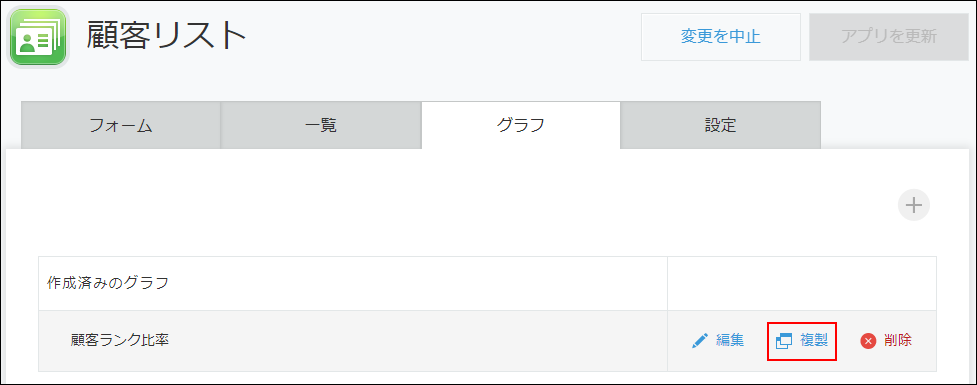 顧客リスト
変更を中止
アプリを更新
フォーム
一覧
グラフ
設定
作成済みのグラフ
顧客ランク比率
編集
複製
削除